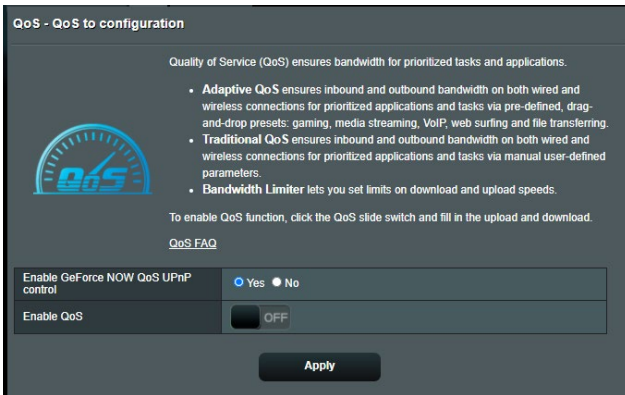 QoS - QoS to configuration
Quality of Service (QoS) ensures bandwidth for prioritized tasks and applications.
• Adaptive QoS ensures inbound and outbound bandwidth on both wired and
wireless connections for prioritized applications and tasks via pre-defined, drag-
and-drop presets: gaming, media streaming, VoIP, web surfing and file transferring.
• Traditional QoS ensures inbound and outbound bandwidth on both wired and
wireless connections for prioritized applications and tasks via manual user-defined
parameters.
• Bandwidth Limiter lets you set limits on download and upload speeds.
QoS
To enable QoS function, click the QoS slide switch and fill in the upload and download.
QoS FAQ
Enable GeForce NOW QoS UPnP
control
Yes No
Enable QoS
OFF
Apply